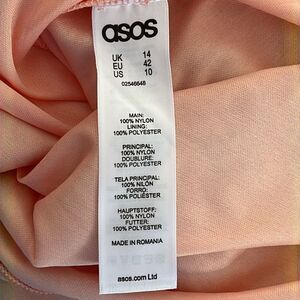 asos
UK 14
EU 42
US 10
02546648
MAIN:
100% NYLON
LINING:
100% POLYESTER
PRINCIPAL:
100% NYLON
DOUBLURE:
100% POLYESTER
TELA PRINCIPAL:
100% NILÓN
FORRO:
100% POLIÉSTER
HAUPTSTOFF:
100% NYLON
FUTTER:
100% POLYESTER
MADE IN ROMANIA
asos.com Ltd